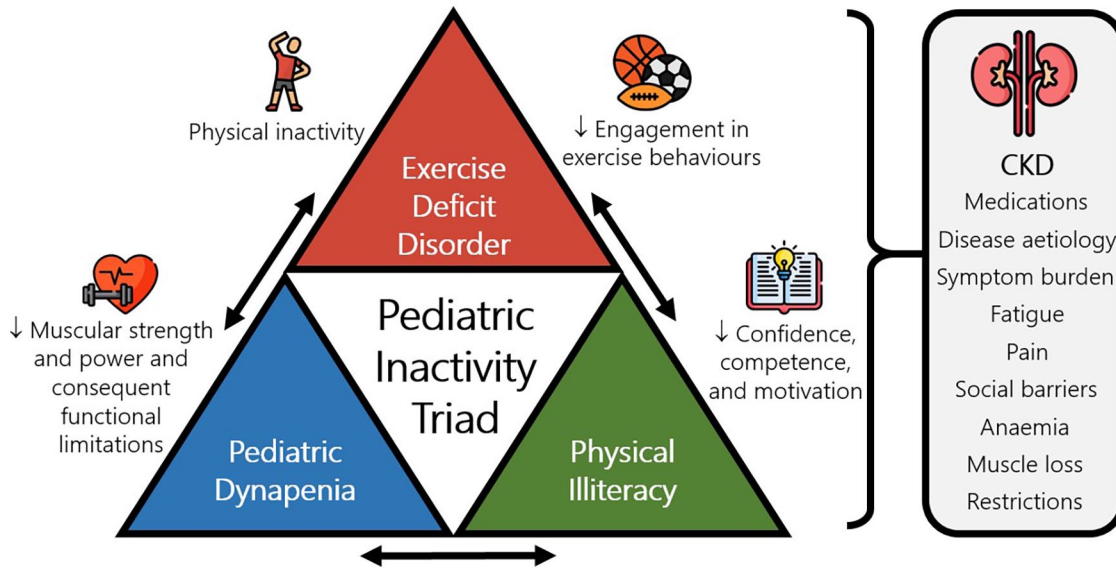 Physical inactivity
↓ Engagement in
exercise behaviours
Exercise
Deficit
Disorder
↓ Muscular strength
and power and
consequent
functional
limitations
Pediatric
Inactivity
Triad
↓ Confidence,
competence,
and motivation
Pediatric
Dynapenia
Physical
Illiteracy
CKD
Medications
Disease aetiology
Symptom burden
Fatigue
Pain
Social barriers
Anaemia
Muscle loss
Restrictions